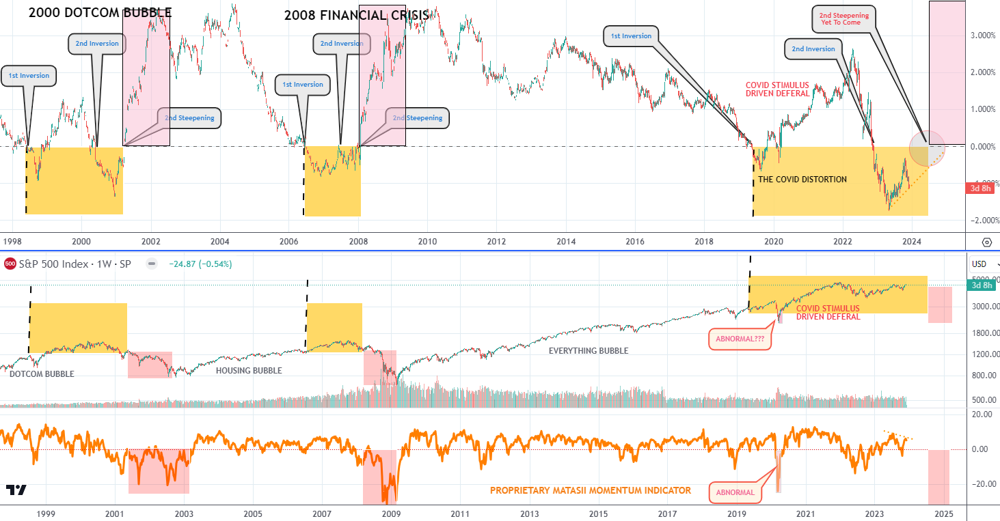 2000 DOTCOM BUBBLE
2008 FINANCIAL CRISIS
2nd Steepening
Yet To Come
1st Inversion
2nd Inversion
2nd Inversion
2nd Inversion
1st Inversion
1st Inversion
COVID STIMULUS
DRIVEN DEFERAL
2nd Steepening
2nd Steepening
THE COVID DISTORTION
3.000%
2.000%
1.000%
0.000%
-1.000%
3d 8h
-2.000%
1998 2000 2002 2004 2006 2008 2010 2012 2014 2016 2018 2020 2022 2024
500 S&P 500 Index · 1W · SP −24.87 (−0.54%)
USD
5000.00
3d 8h
3000.00
1800.00
1200.00
800.00
500.00
COVID STIMULUS
DRIVEN DEFERAL
ABNORMAL???
EVERYTHING BUBBLE
DOTCOM BUBBLE
HOUSING BUBBLE
20.00
0.00
−20.00
PROPRIETARY MATASII MOMENTUM INDICATOR
ABNORMAL
1999 2001 2003 2005 2007 2009 2011 2013 2015 2017 2019 2021 2023 2025